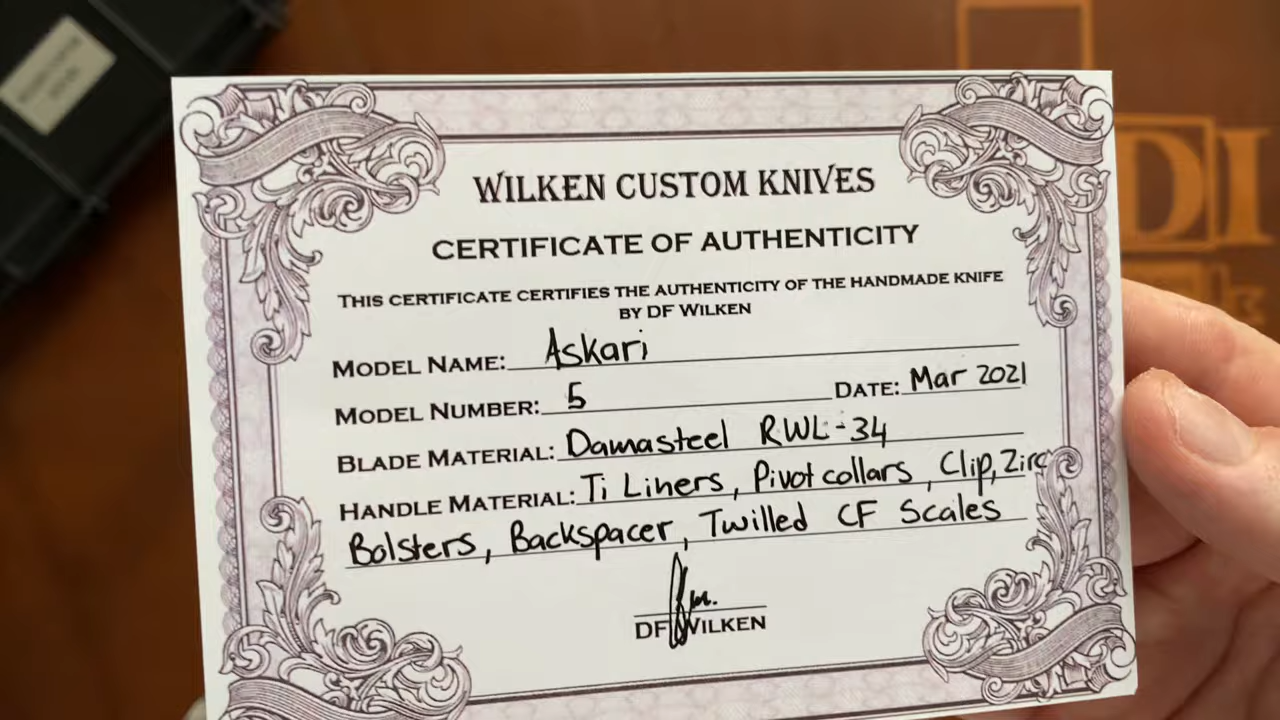 WILKEN CUSTOM KNIVES
CERTIFICATE OF AUTHENTICITY
THIS CERTIFICATE CERTIFIES THE AUTHENTICITY OF THE HANDMADE KNIFE
BY DF WILKEN
MODEL NAME: Askari
MODEL NUMBER: 5 DATE: Mar 2021
BLADE MATERIAL: Damasteel RWL-34
HANDLE MATERIAL: Ti Liners, Pivot collars, Clip, Zirc
Bolsters, Backspacer, Twilled CF Scales
DF WILKEN
DI